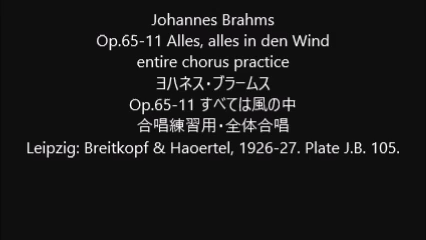 Johannes Brahms
Op.65-11 Alles, alles in den Wind
entire chorus practice
ヨハネス・ブラームス
Op.65-11 すべては風の中
合唱練習用・全体合唱
Leipzig: Breitkopf & Haoertel, 1926-27. Plate J.B. 105.